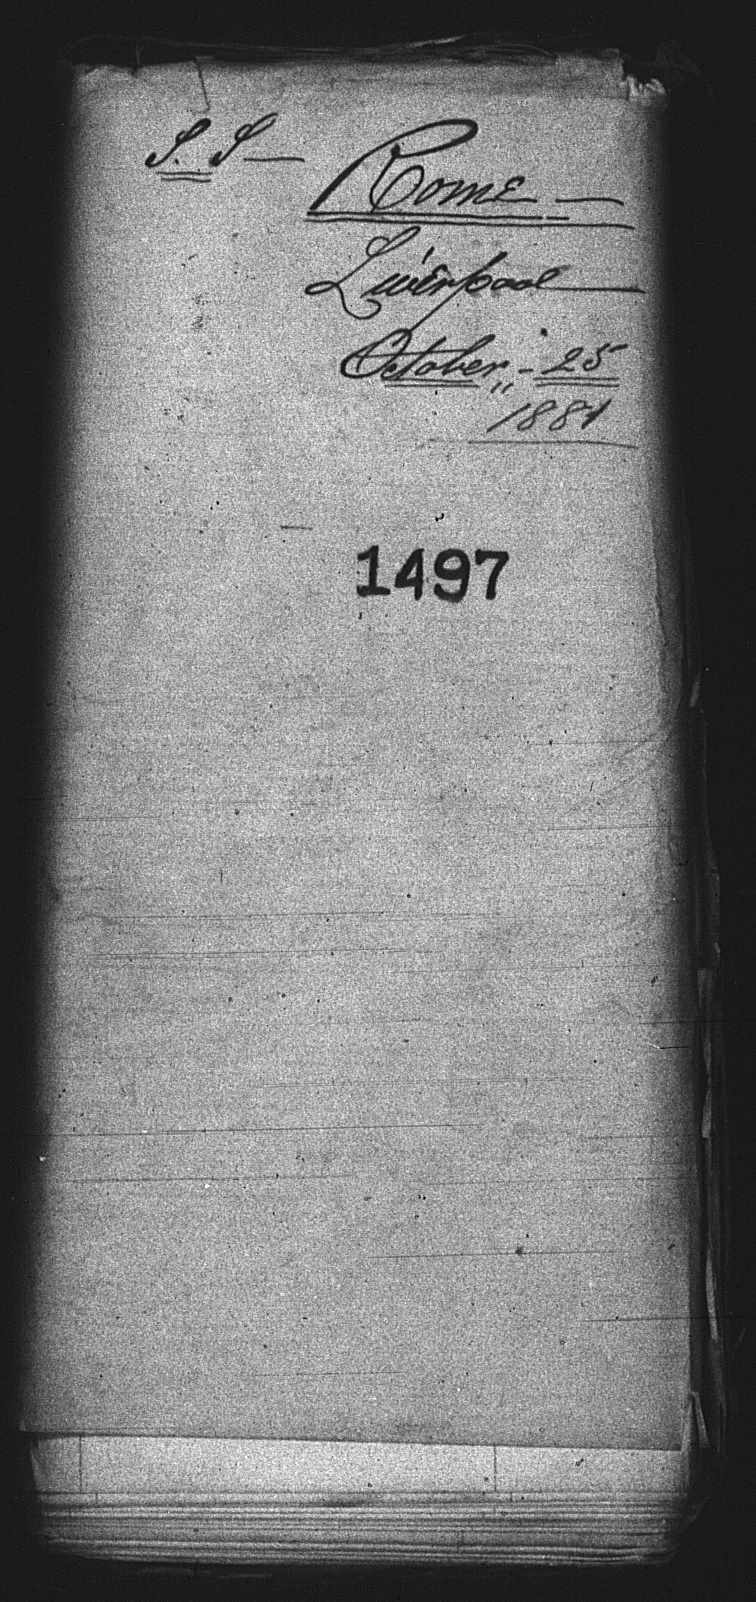 S. S — Rome —
Liverpool
October „ - 25
1881
1497